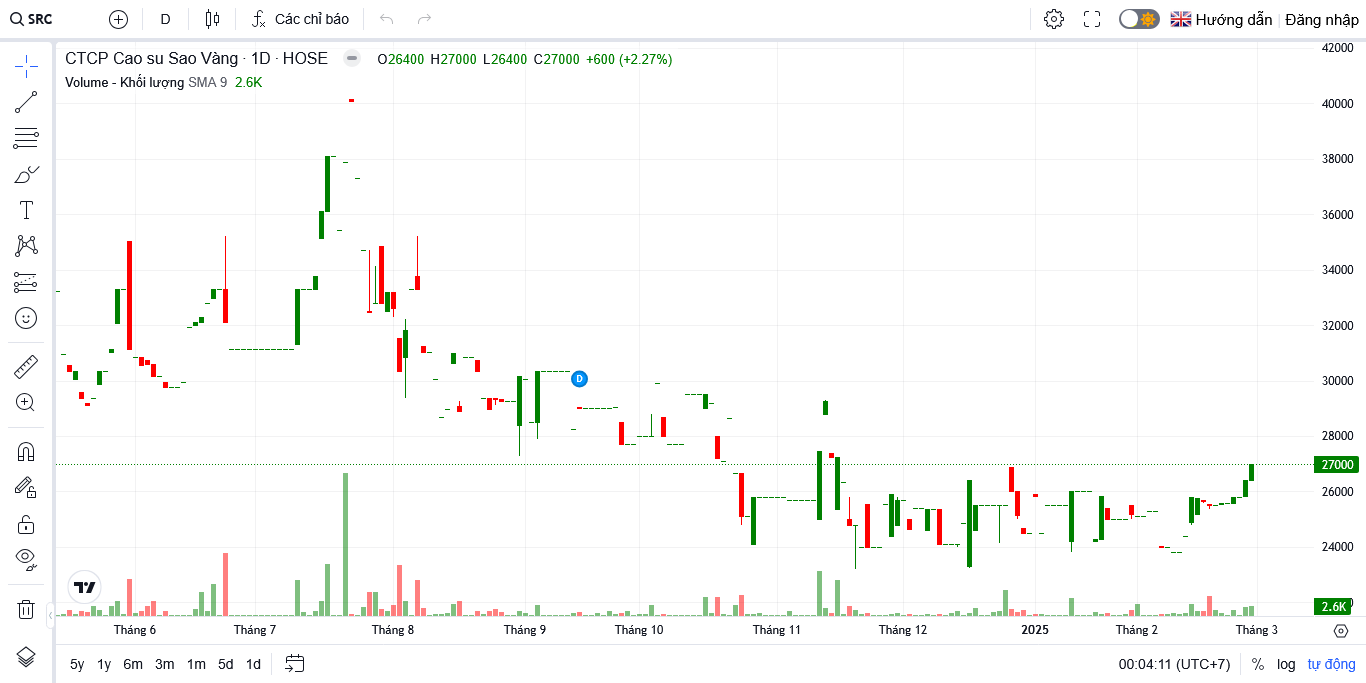 SRC D Các chỉ báo Hướng dẫn Đăng nhập
CTCP Cao su Sao Vàng · 1D · HOSE O26400 H27000 L26400 C27000 +600 (+2.27%)
Volume - Khối lượng SMA 9 2.6K
42000
40000
38000
36000
34000
32000
30000
D
28000
27000
26000
24000
2.6K
Tháng 6 Tháng 7 Tháng 8 Tháng 9 Tháng 10 Tháng 11 Tháng 12 2025 Tháng 2 Tháng 3
5y 1y 6m 3m 1m 5d 1d 00:04:11 (UTC+7) % log tự động